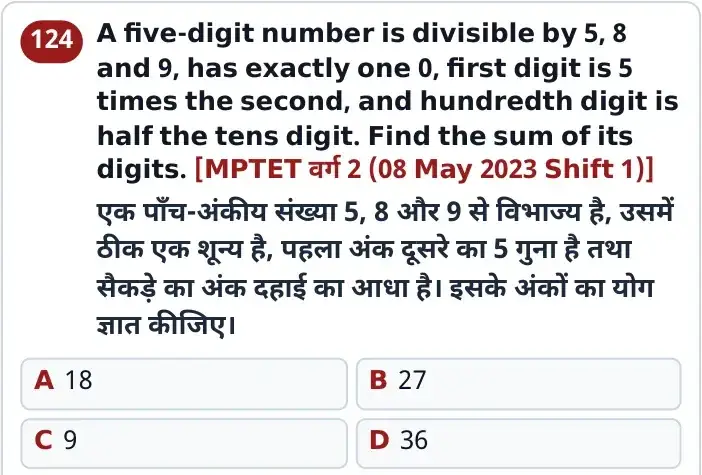 124 A five-digit number is divisible by 5, 8
and 9, has exactly one 0, first digit is 5
times the second, and hundredth digit is
half the tens digit. Find the sum of its
digits. [MPTET वर्ग 2 (08 May 2023 Shift 1)]
एक पाँच-अंकीय संख्या 5, 8 और 9 से विभाज्य है, उसमें
ठीक एक शून्य है, पहला अंक दूसरे का 5 गुना है तथा
सैकड़े का अंक दहाई का आधा है। इसके अंकों का योग
ज्ञात कीजिए।
A 18
B 27
C 9
D 36